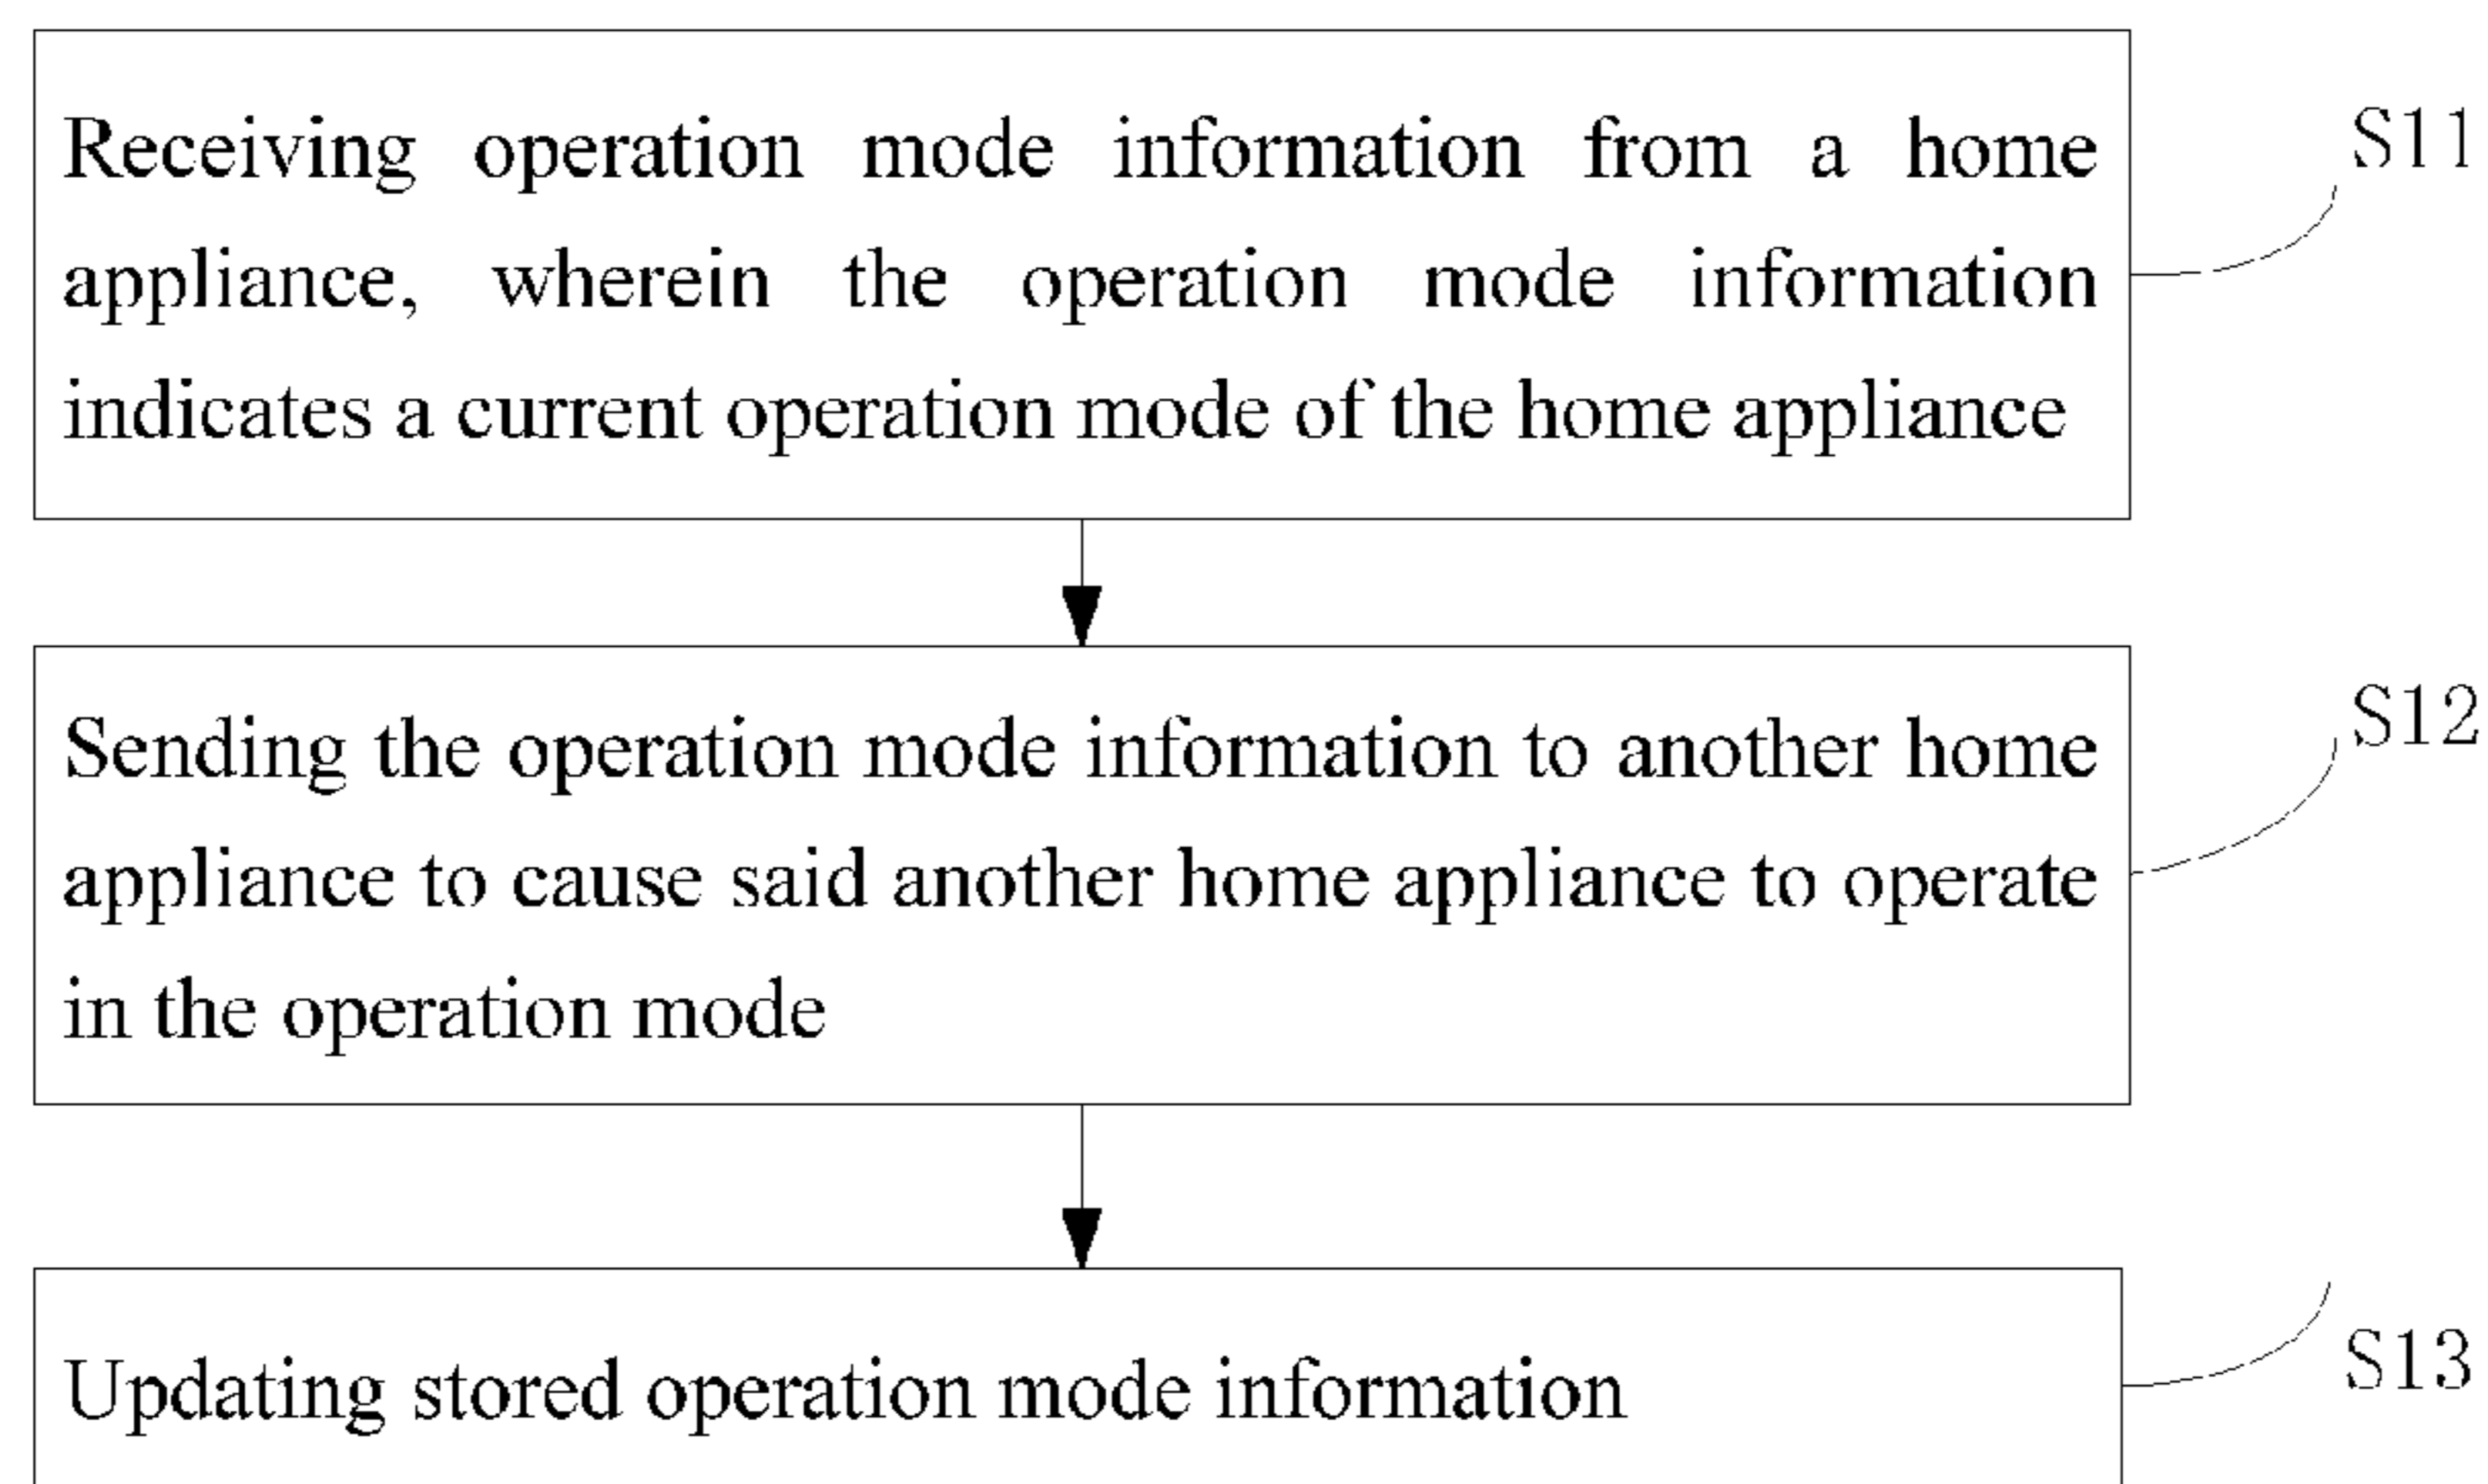 Receiving operation mode information from a home
appliance, wherein the operation mode information
indicates a current operation mode of the home appliance
S11
Sending the operation mode information to another home
appliance to cause said another home appliance to operate
in the operation mode
S12
Updating stored operation mode information
S13